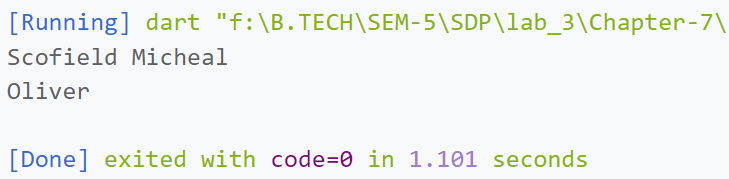 [Running] dart "f:\B.TECH\SEM-5\SDP\lab_3\Chapter-7\
Scofield Micheal
Oliver
[Done] exited with code=0 in 1.101 seconds